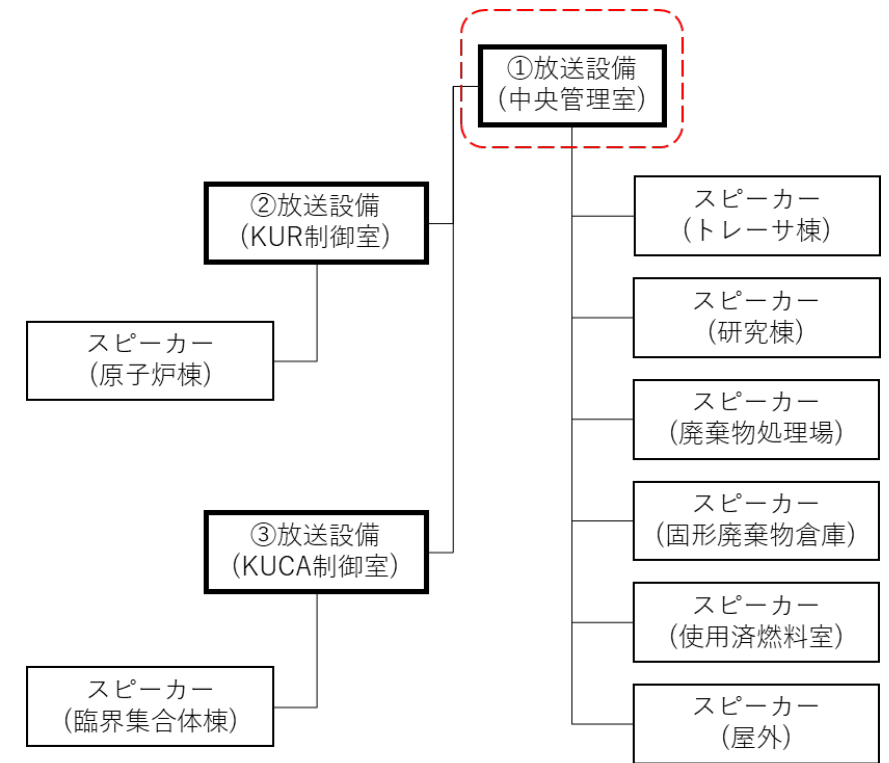 ①放送設備
(中央管理室)
②放送設備
(KUR制御室)
スピーカー
(原子炉棟)
③放送設備
(KUCA制御室)
スピーカー
(臨界集合体棟)
スピーカー
(トレーサ棟)
スピーカー
(研究棟)
スピーカー
(廃棄物処理場)
スピーカー
(固形廃棄物倉庫)
スピーカー
(使用済燃料室)
スピーカー
(屋外)